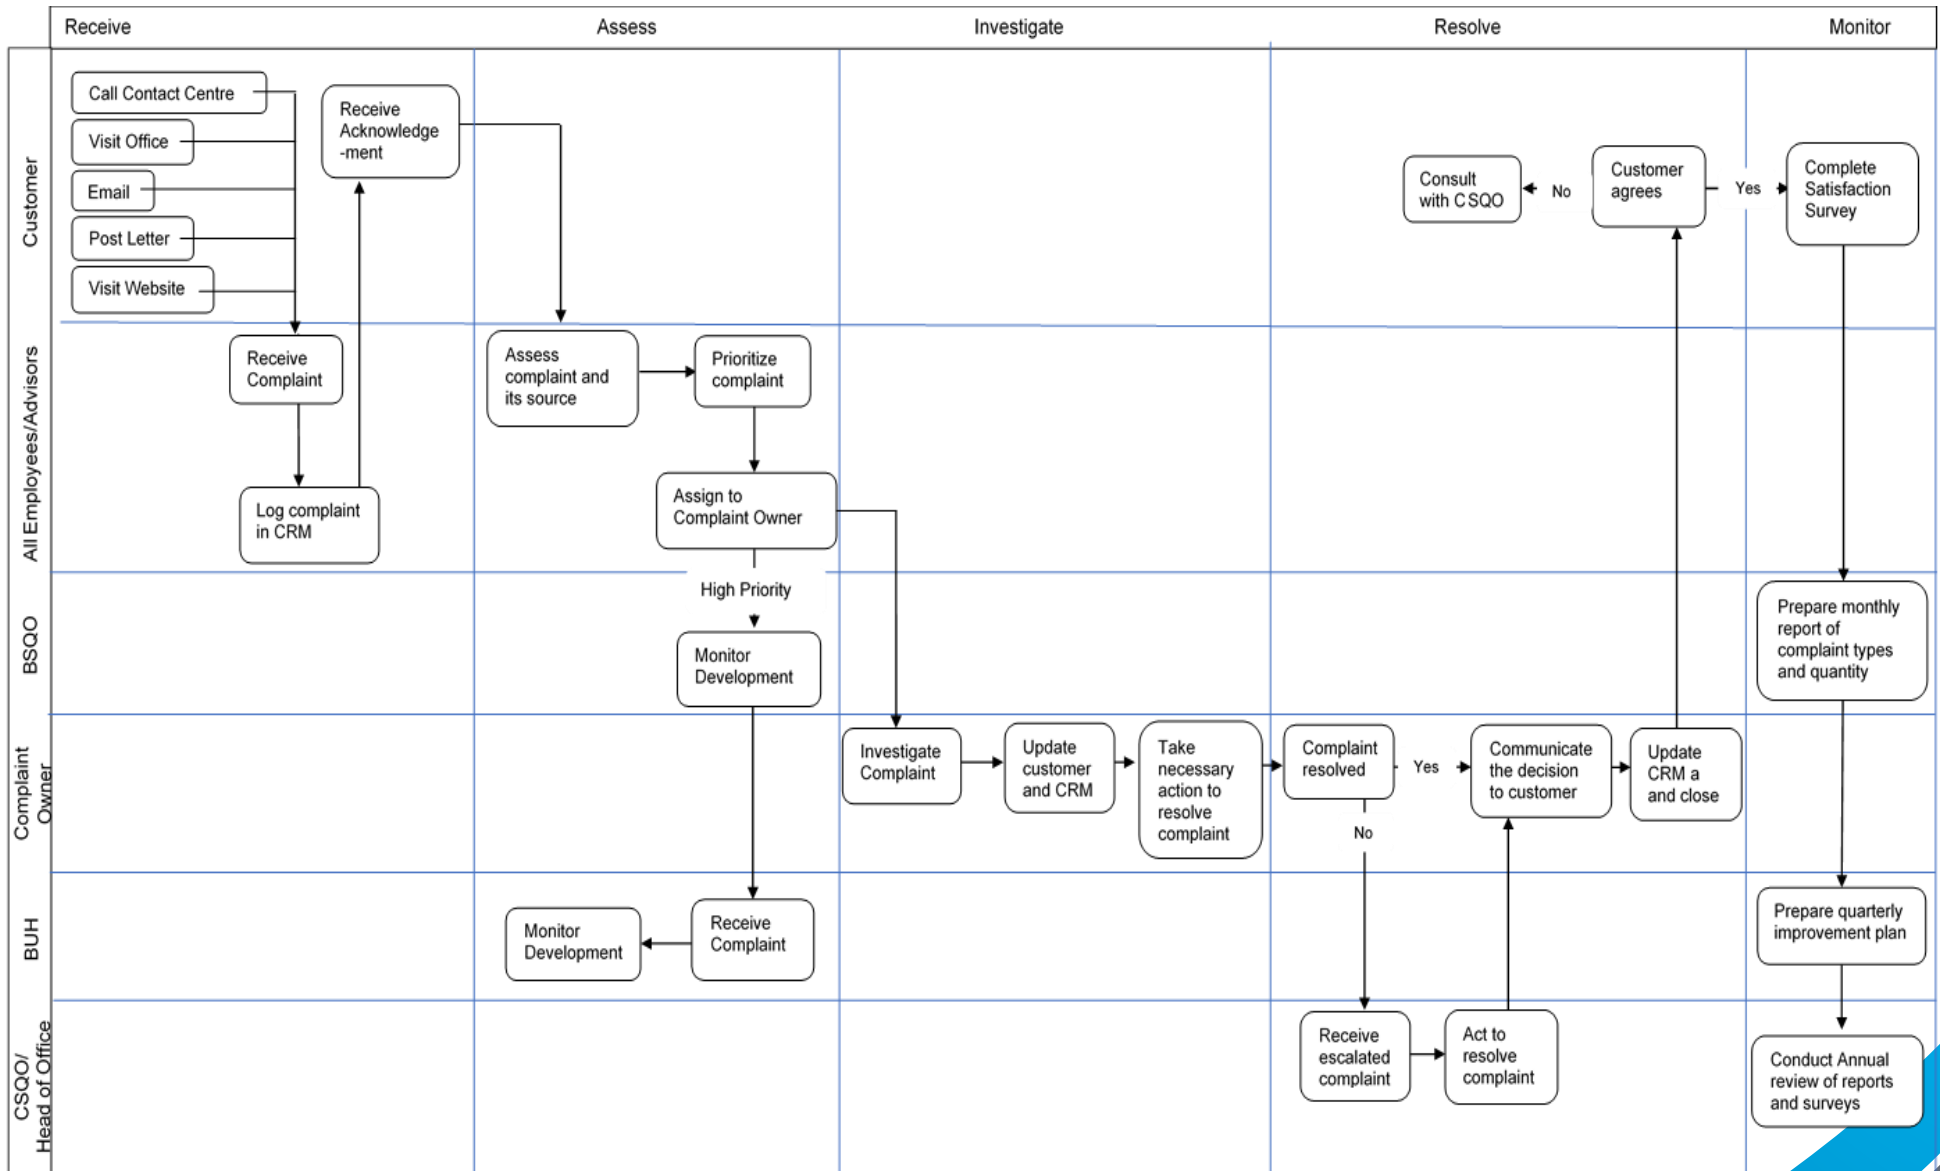 Receive
Assess
Investigate
Resolve
Monitor
Customer
Call Contact Centre
Visit Office
Email
Post Letter
Visit Website
Receive
Acknowledge
-ment
Consult
with CSQO
No
Customer
agrees
Yes
Complete
Satisfaction
Survey
All Employees/Advisors
Receive
Complaint
Log complaint
in CRM
Assess
complaint and
its source
Prioritize
complaint
Assign to
Complaint Owner
BSQO
High Priority
Monitor
Development
Prepare monthly
report of
complaint types
and quantity
Complaint
Owner
Investigate
Complaint
Update
customer
and CRM
Take
necessary
action to
resolve
complaint
Complaint
resolved
Yes
No
Communicate
the decision
to customer
Update
CRM a
and close
BUH
Monitor
Development
Receive
Complaint
Prepare quarterly
improvement plan
CSQO/
Head of Office
Receive
escalated
complaint
Act to
resolve
complaint
Conduct Annual
review of reports
and surveys